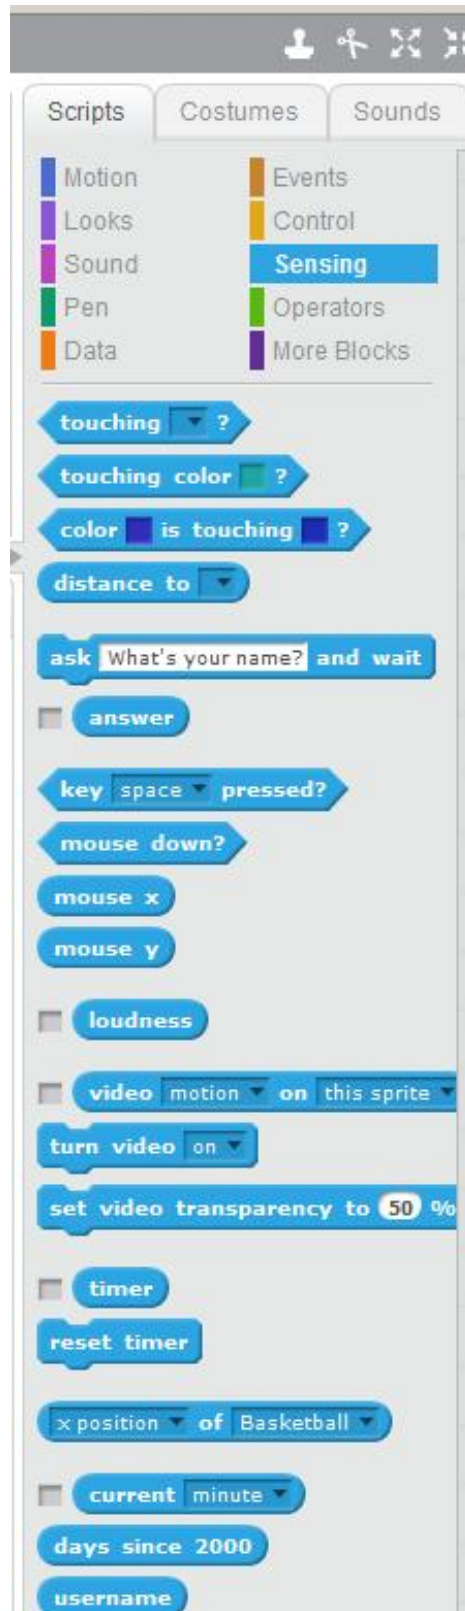 Scripts Costumes Sounds
Motion Events
Looks Control
Sound Sensing
Pen Operators
Data More Blocks
touching ?
touching color ?
color is touching ?
distance to
ask What's your name? and wait
answer
key space pressed?
mouse down?
mouse x
mouse y
loudness
video motion on this sprite
turn video on
set video transparency to 50 %
timer
reset timer
x position of Basketball
current minute
days since 2000
username